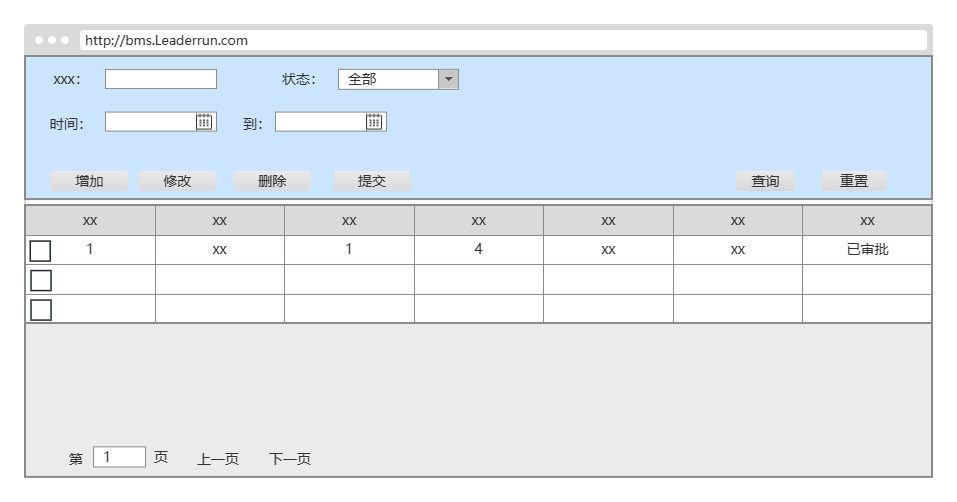 http://bms.Leaderrun.com
xxx： 状态： 全部
时间： 到：
增加 修改 删除 提交 查询 重置
xx xx xx xx xx xx xx
1 xx 1 4 xx xx 已审批
第 1 页 上一页 下一页